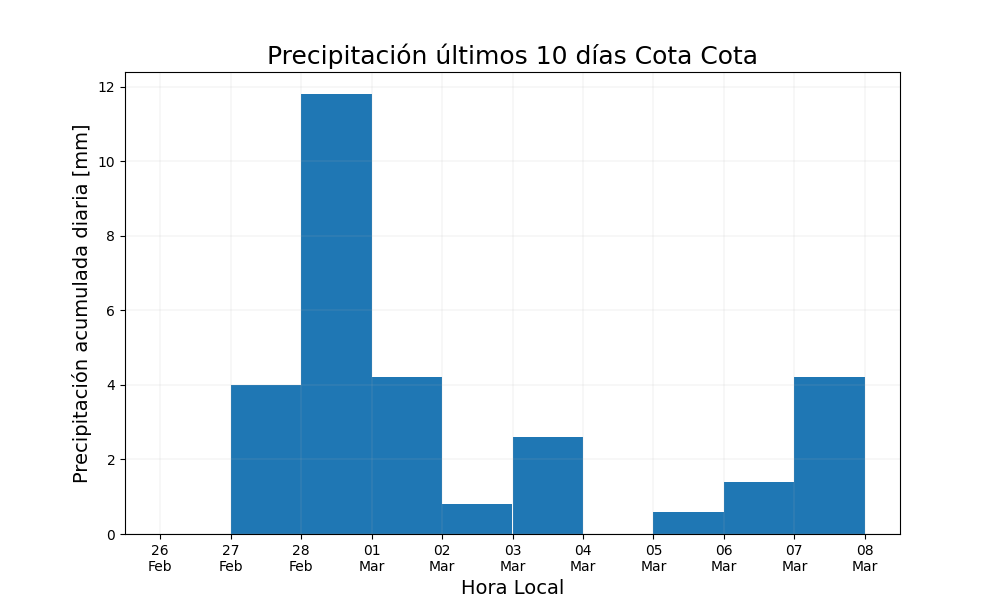 Precipitación últimos 10 días Cota Cota
Precipitación acumulada diaria [mm]
12
10
8
6
4
2
0
26 27 28 01 02 03 04 05 06 07 08
Feb Feb Feb Mar Mar Mar Mar Mar Mar Mar Mar
Hora Local